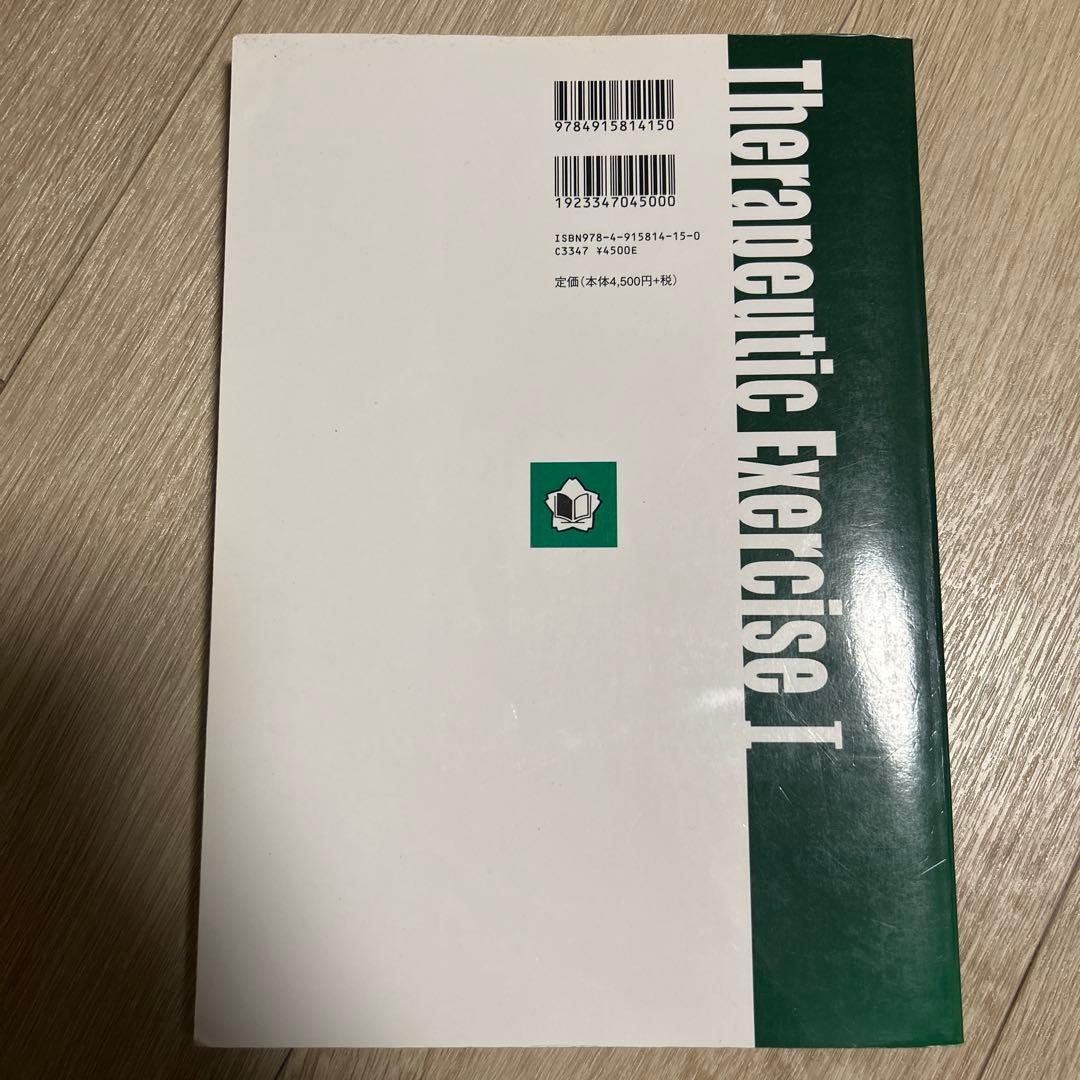 9784915814150
1923347045000
ISBN978-4-915814-15-0
C3347 ¥4500E
定価(本体4,500円+税)
Therapeutic Exercise I